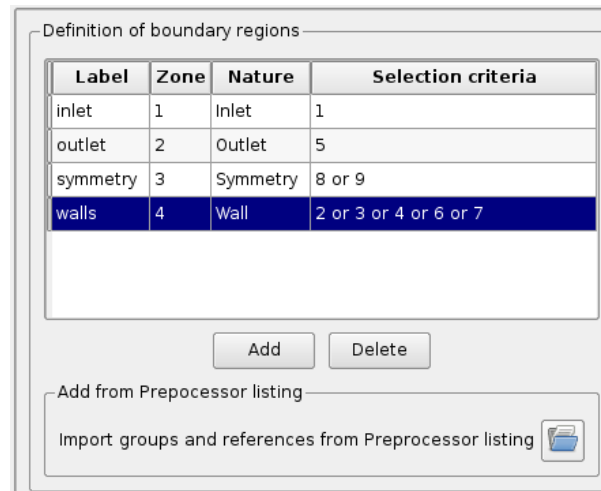 Definition of boundary regions
Label Zone Nature Selection criteria
inlet 1 Inlet 1
outlet 2 Outlet 5
symmetry 3 Symmetry 8 or 9
walls 4 Wall 2 or 3 or 4 or 6 or 7
Add Delete
Add from Prepocessor listing
Import groups and references from Preprocessor listing